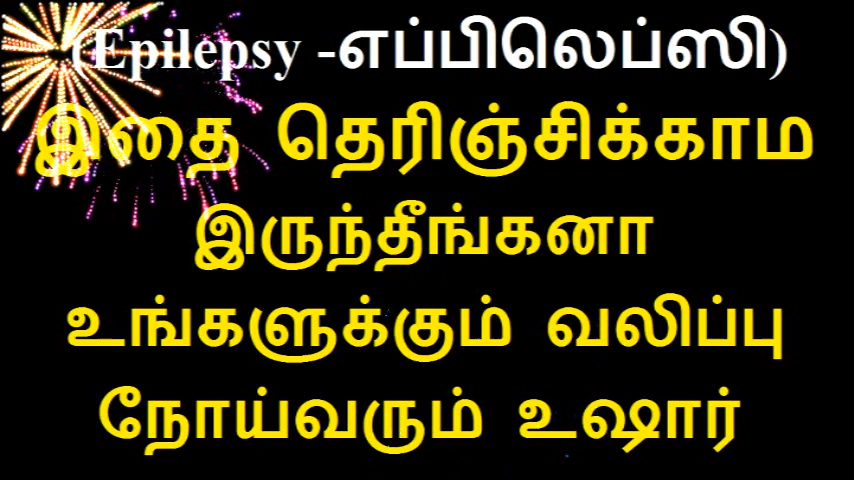 (Epilepsy -எப்பிலெப்ஸி)
இதை தெரிஞ்சிக்காம
இருந்தீங்கனா
உங்களுக்கும் வலிப்பு
நோய்வரும் உஷார்